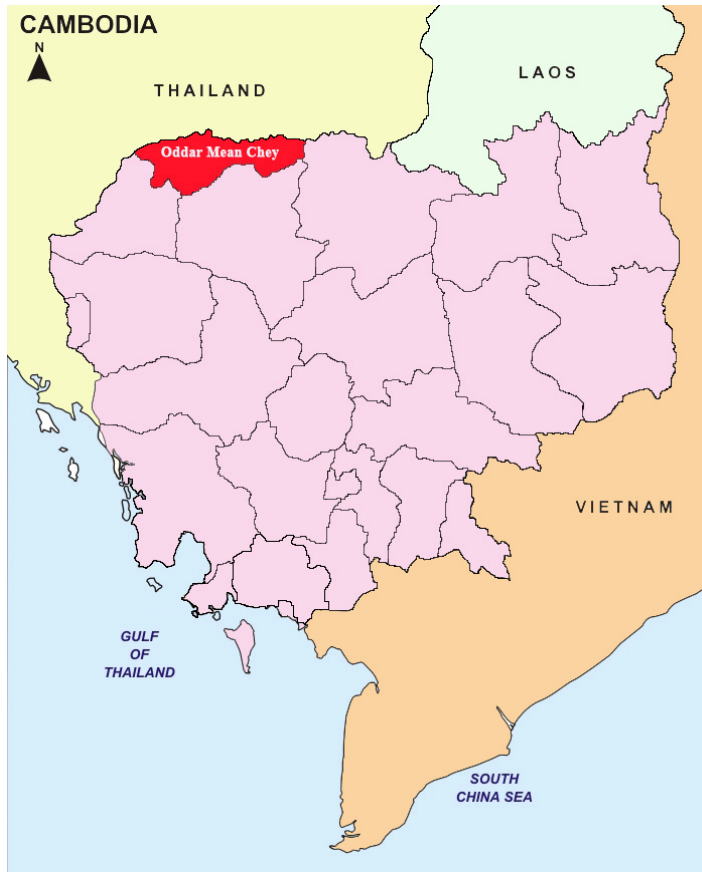 CAMBODIA
N
LAOS
THAILAND
Oddar Mean Chey
VIETNAM
GULF
OF
THAILAND
SOUTH
CHINA SEA